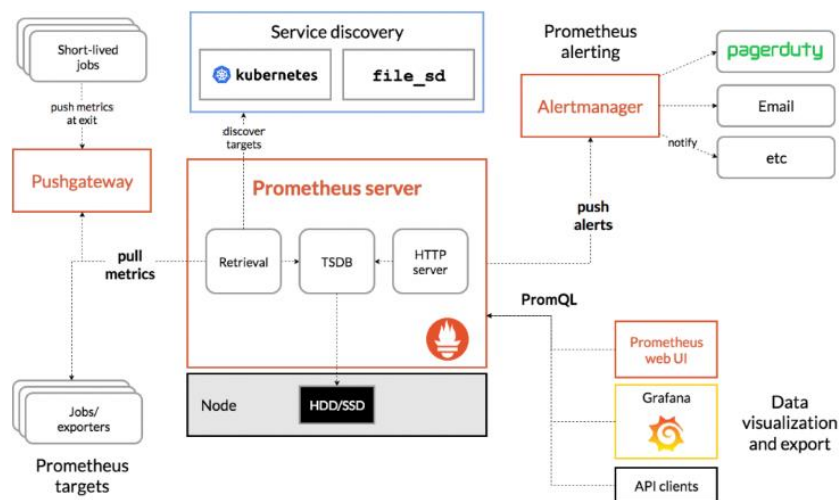 Short-lived
jobs
push metrics
at exit
Pushgateway
pull
metrics
Jobs/
exporters
Prometheus
targets
Service discovery
kubernetes
file_sd
discover
targets
Prometheus server
Retrieval
TSDB
HTTP
server
Node
HDD/SSD
Prometheus
alerting
Alertmanager
pagerduty
Email
etc
notify
push
alerts
PromQL
Prometheus
web UI
Grafana
API clients
Data
visualization
and export